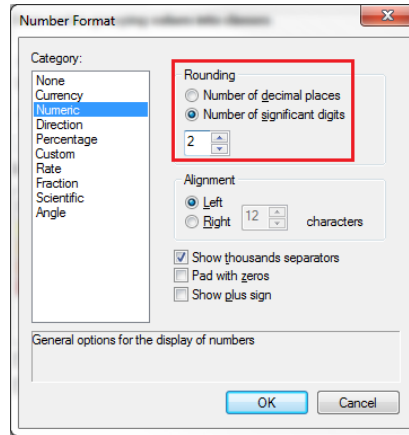 Number Format
Category:
None
Currency
Numeric
Direction
Percentage
Custom
Rate
Fraction
Scientific
Angle
Rounding
Number of decimal places
Number of significant digits
2
Alignment
Left
Right 12 characters
Show thousands separators
Pad with zeros
Show plus sign
General options for the display of numbers
OK Cancel